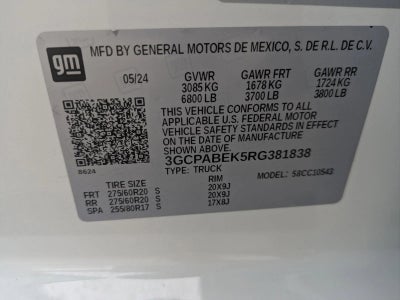 gm
MFD BY GENERAL MOTORS DE MEXICO, S. DE R.L. DE C.V.
05/24 GVWR GAWR FRT GAWR RR
3085 KG 1678 KG 1724 KG
6800 LB 3700 LB 3800 LB
THIS VEHICLE CONFORMS TO ALL
APPLICABLE U.S. FEDERAL MOTOR
VEHICLE SAFETY STANDARDS IN EFFECT ON
THE DATE OF MANUFACTURE SHOWN ABOVE.
3GCPABEK5RG381838
8624 TYPE: TRUCK MODEL: 58CC10543
TIRE SIZE RIM
FRT 275/60R20 S 20X9J
RR 275/60R20 S 20X9J
SPA 255/80R17 S 17X8J